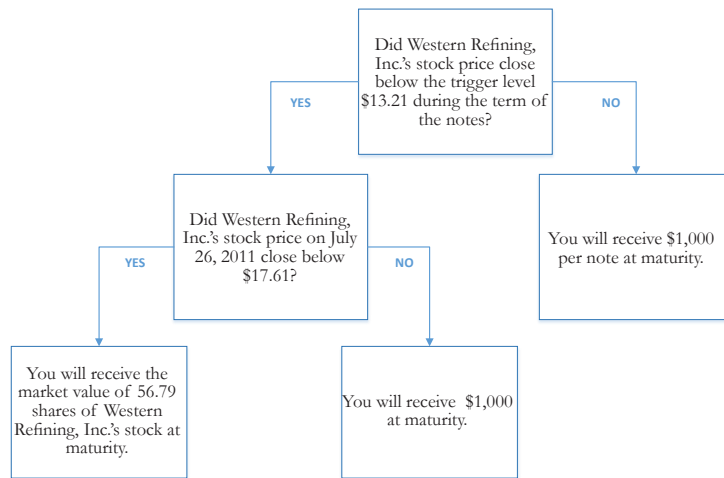 Did Western Refining,
Inc.'s stock price close
below the trigger level
$13.21 during the term of
the notes?
YES
NO
Did Western Refining,
Inc.'s stock price on July
26, 2011 close below
$17.61?
You will receive $1,000
per note at maturity.
YES
NO
You will receive the
market value of 56.79
shares of Western
Refining, Inc.'s stock at
maturity.
You will receive $1,000
at maturity.